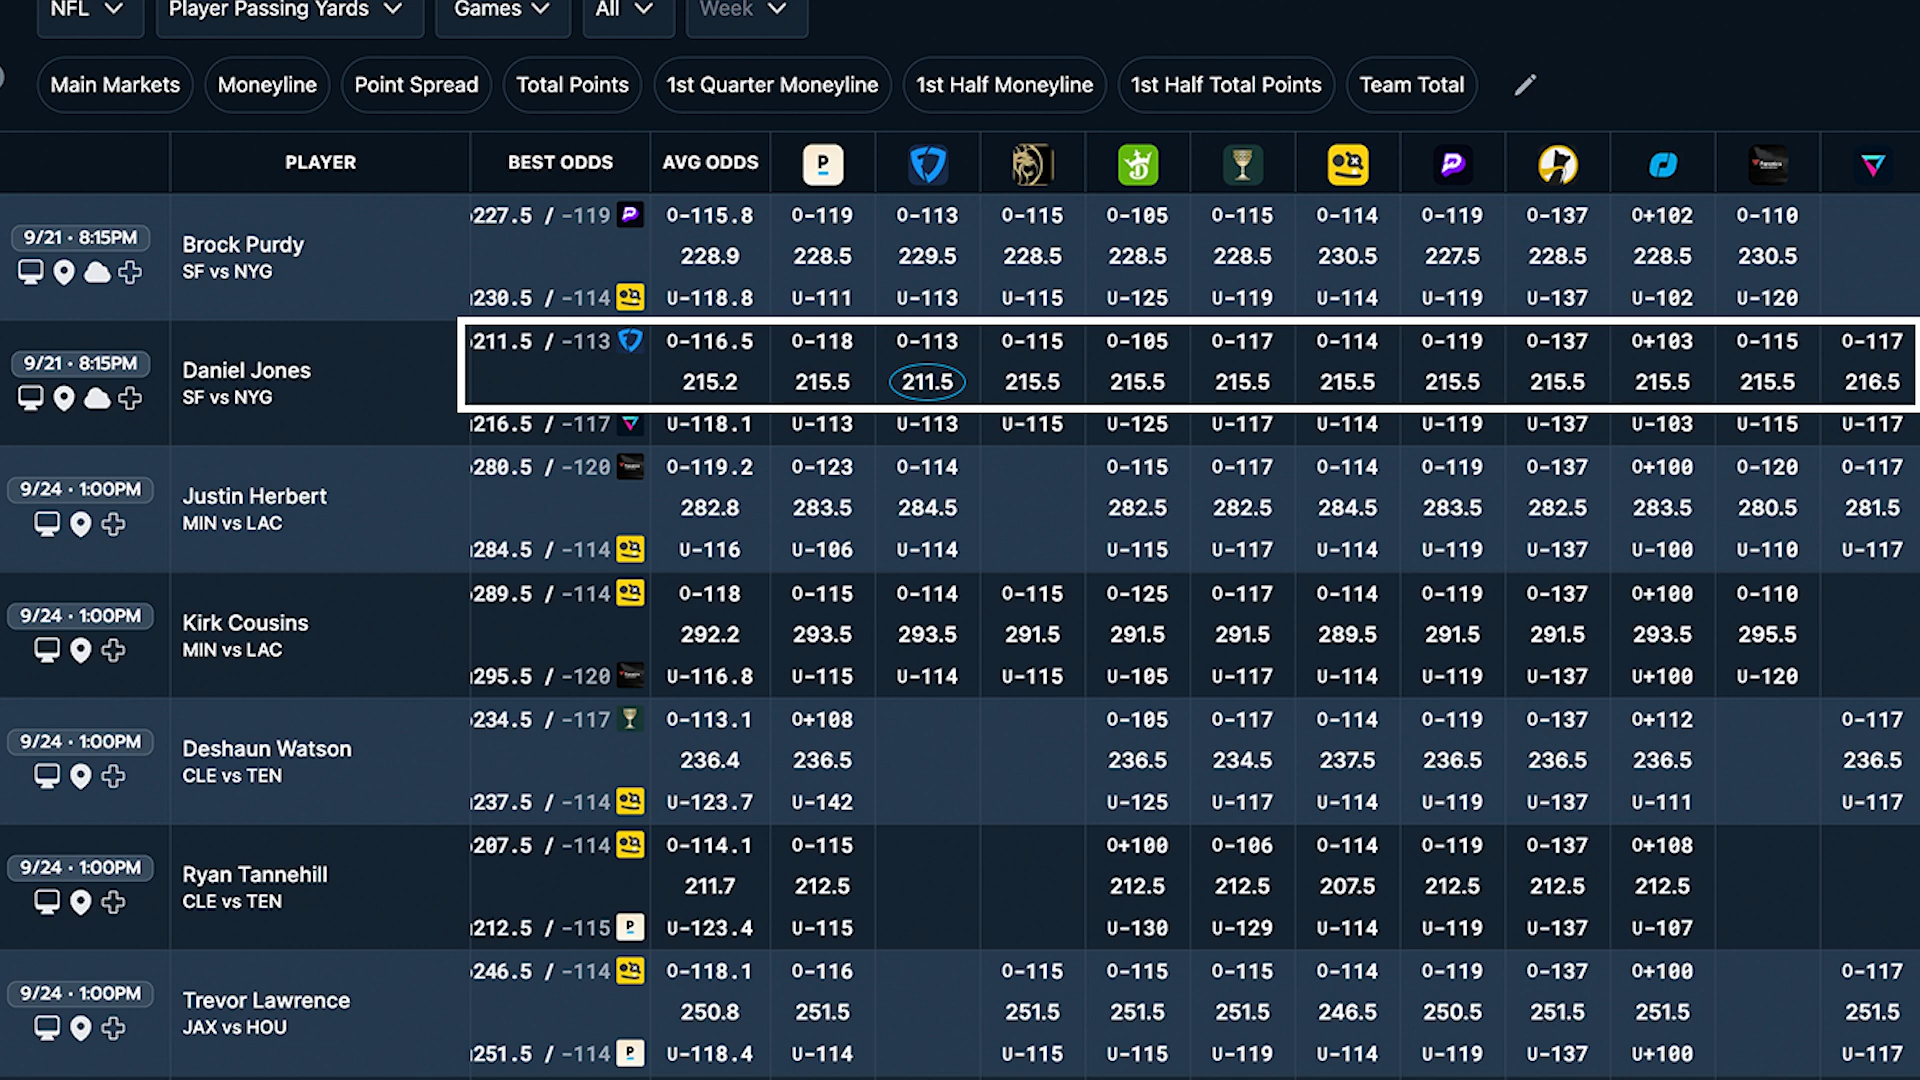 NFL Player Passing Yards Games All Week
Main Markets Moneyline Point Spread Total Points 1st Quarter Moneyline 1st Half Moneyline 1st Half Total Points Team Total
PLAYER BEST ODDS AVG ODDS P
9/21 · 8:15PM
Brock Purdy
SF vs NYG
o227.5 / -119 O-115.8 O-119 O-113 O-115 O-105 O-115 O-114 O-119 O-137 O+102 O-110
228.9 228.5 229.5 228.5 228.5 228.5 230.5 227.5 228.5 228.5 230.5
u230.5 / -114 U-118.8 U-111 U-113 U-115 U-125 U-119 U-114 U-119 U-137 U-102 U-120
9/21 · 8:15PM
Daniel Jones
SF vs NYG
o211.5 / -113 O-116.5 O-118 O-113 O-115 O-105 O-117 O-114 O-119 O-137 O+103 O-115 O-117
215.2 215.5 211.5 215.5 215.5 215.5 215.5 215.5 215.5 215.5 215.5 216.5
u216.5 / -117 U-118.1 U-113 U-113 U-115 U-125 U-117 U-114 U-119 U-137 U-103 U-115 U-117
9/24 · 1:00PM
Justin Herbert
MIN vs LAC
o280.5 / -120 O-119.2 O-123 O-114 O-115 O-117 O-114 O-119 O-137 O+100 O-120 O-117
282.8 283.5 284.5 282.5 282.5 284.5 283.5 282.5 283.5 280.5 281.5
u284.5 / -114 U-116 U-106 U-114 U-115 U-117 U-114 U-119 U-137 U-100 U-110 U-117
9/24 · 1:00PM
Kirk Cousins
MIN vs LAC
o289.5 / -114 O-118 O-115 O-114 O-115 O-125 O-117 O-114 O-119 O-137 O+100 O-110
292.2 293.5 293.5 291.5 291.5 291.5 289.5 291.5 291.5 293.5 295.5
u295.5 / -120 U-116.8 U-115 U-114 U-115 U-105 U-117 U-114 U-119 U-137 U+100 U-120
9/24 · 1:00PM
Deshaun Watson
CLE vs TEN
o234.5 / -117 O-113.1 O+108 O-105 O-117 O-114 O-119 O-137 O+112 O-117
236.4 236.5 236.5 234.5 237.5 236.5 236.5 236.5 236.5
u237.5 / -114 U-123.7 U-142 U-125 U-117 U-114 U-119 U-137 U-111 U-117
9/24 · 1:00PM
Ryan Tannehill
CLE vs TEN
o207.5 / -114 O-114.1 O-115 O+100 O-106 O-114 O-119 O-137 O+108
211.7 212.5 212.5 212.5 207.5 212.5 212.5 212.5
u212.5 / -115 P U-123.4 U-115 U-130 U-129 U-114 U-119 U-137 U-107
9/24 · 1:00PM
Trevor Lawrence
JAX vs HOU
o246.5 / -114 O-118.1 O-116 O-115 O-115 O-115 O-114 O-119 O-137 O+100 O-117
250.8 251.5 251.5 251.5 251.5 246.5 250.5 251.5 251.5 251.5
u251.5 / -114 P U-118.4 U-114 U-115 U-115 U-119 U-114 U-119 U-137 U+100 U-117